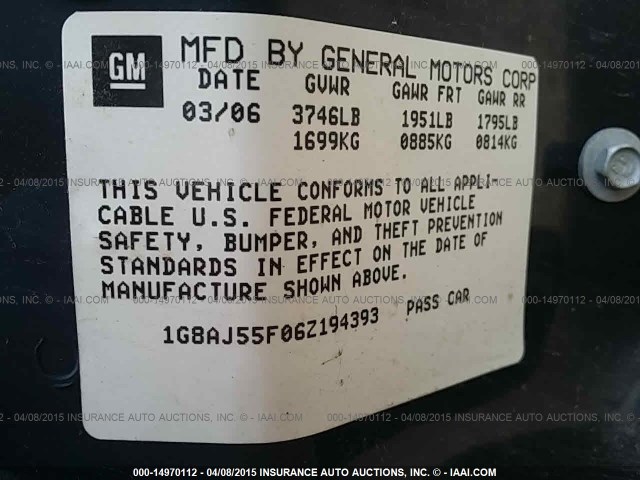 GM
MFD BY GENERAL MOTORS CORP
DATE GVWR GAWR FRT GAWR RR
03/06 3746LB 1951LB 1795LB
1699KG 0885KG 0814KG
THIS VEHICLE CONFORMS TO ALL APPLI-
CABLE U.S. FEDERAL MOTOR VEHICLE
SAFETY, BUMPER, AND THEFT PREVENTION
STANDARDS IN EFFECT ON THE DATE OF
MANUFACTURE SHOWN ABOVE.
1G8AJ55F06Z194393 PASS CAR
000-14970112 - 04/08/2015 INSURANCE AUTO AUCTIONS, INC. - © IAAI.COM